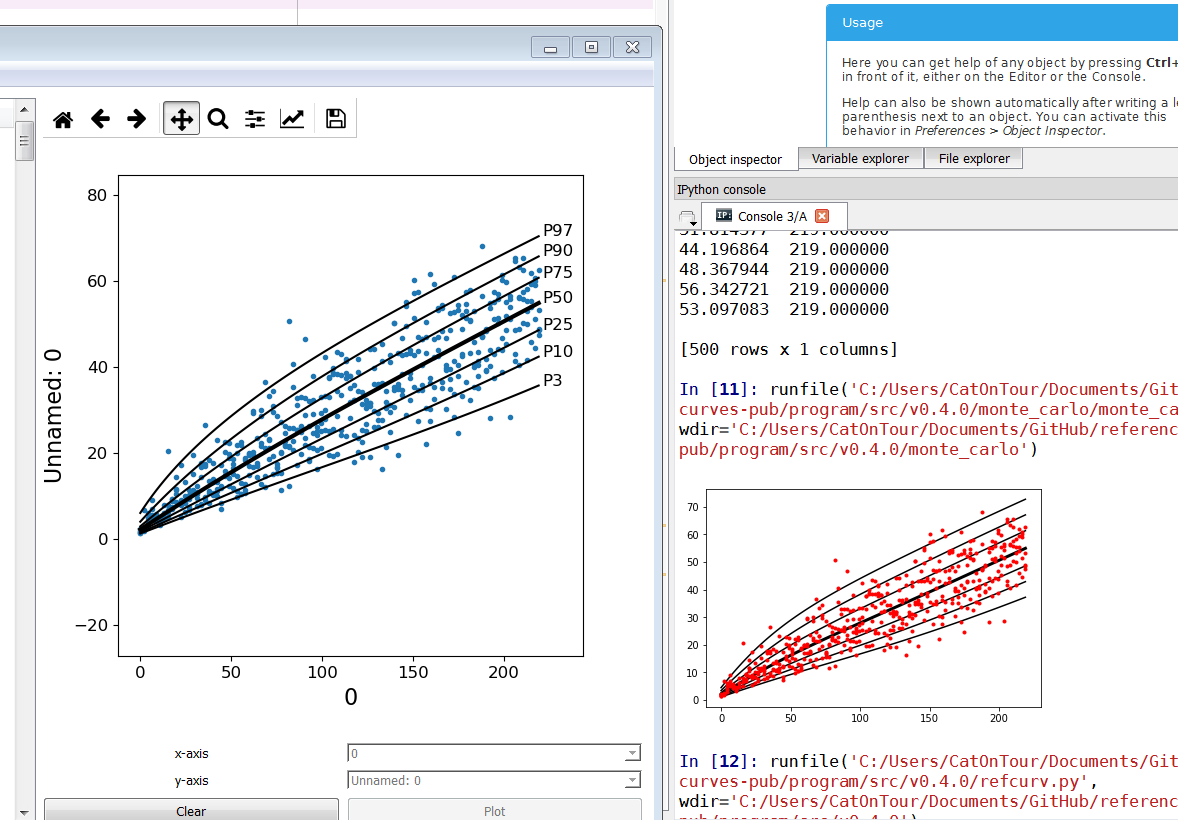 80
60
40
20
0
−20
Unnamed: 0
P97
P90
P75
P50
P25
P10
P3
0 50 100 150 200
0
x-axis 0
y-axis Unnamed: 0
Clear Plot
Usage
Here you can get help of any object by pressing Ctrl+
in front of it, either on the Editor or the Console.
Help can also be shown automatically after writing a l
parenthesis next to an object. You can activate this
behavior in Preferences > Object Inspector.
Object inspector Variable explorer File explorer
IPython console
IP: Console 3/A
44.196864 219.000000
48.367944 219.000000
56.342721 219.000000
53.097083 219.000000
[500 rows x 1 columns]
In [11]: runfile('C:/Users/CatOnTour/Documents/Git
curves-pub/program/src/v0.4.0/monte_carlo/monte_ca
wdir='C:/Users/CatOnTour/Documents/GitHub/referenc
pub/program/src/v0.4.0/monte_carlo')
70
60
50
40
30
20
10
0
0 50 100 150 200
In [12]: runfile('C:/Users/CatOnTour/Documents/Git
curves-pub/program/src/v0.4.0/refcurv.py',
wdir='C:/Users/CatOnTour/Documents/GitHub/referenc